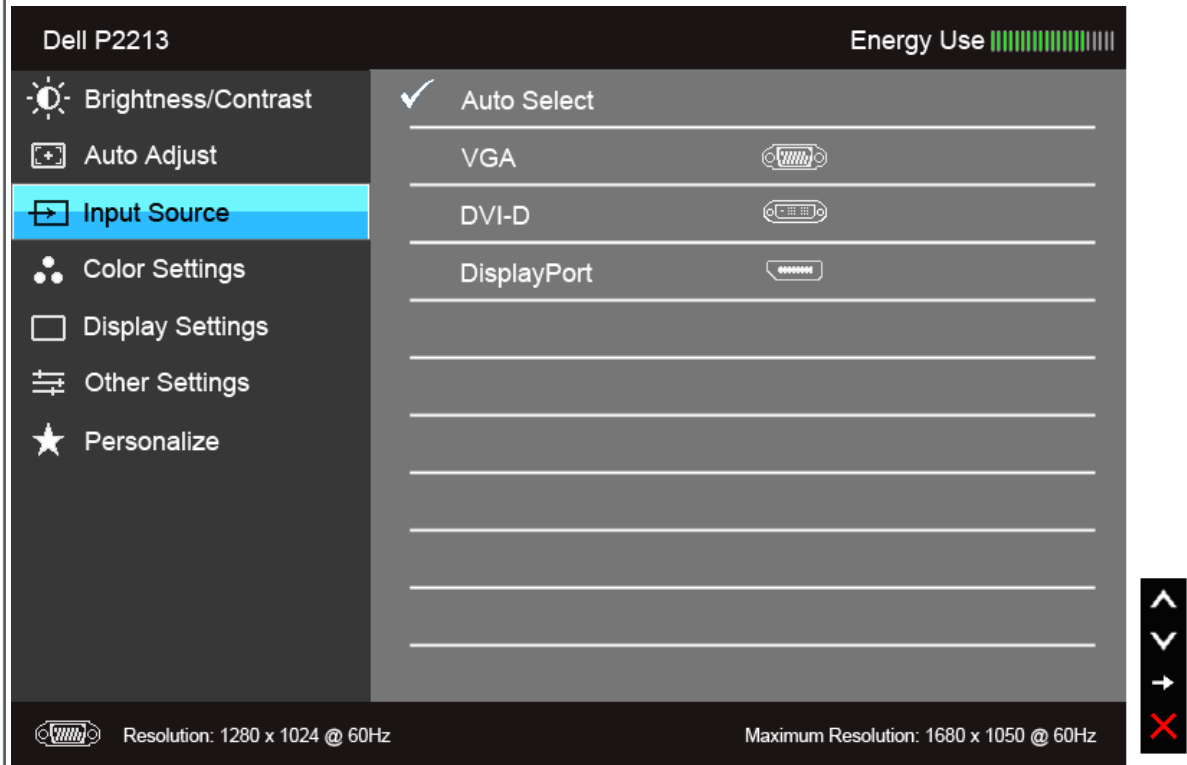 Dell P2213 Energy Use
Brightness/Contrast
Auto Adjust
Input Source
Color Settings
Display Settings
Other Settings
Personalize
Auto Select
VGA
DVI-D
DisplayPort
Resolution: 1280 x 1024 @ 60Hz Maximum Resolution: 1680 x 1050 @ 60Hz